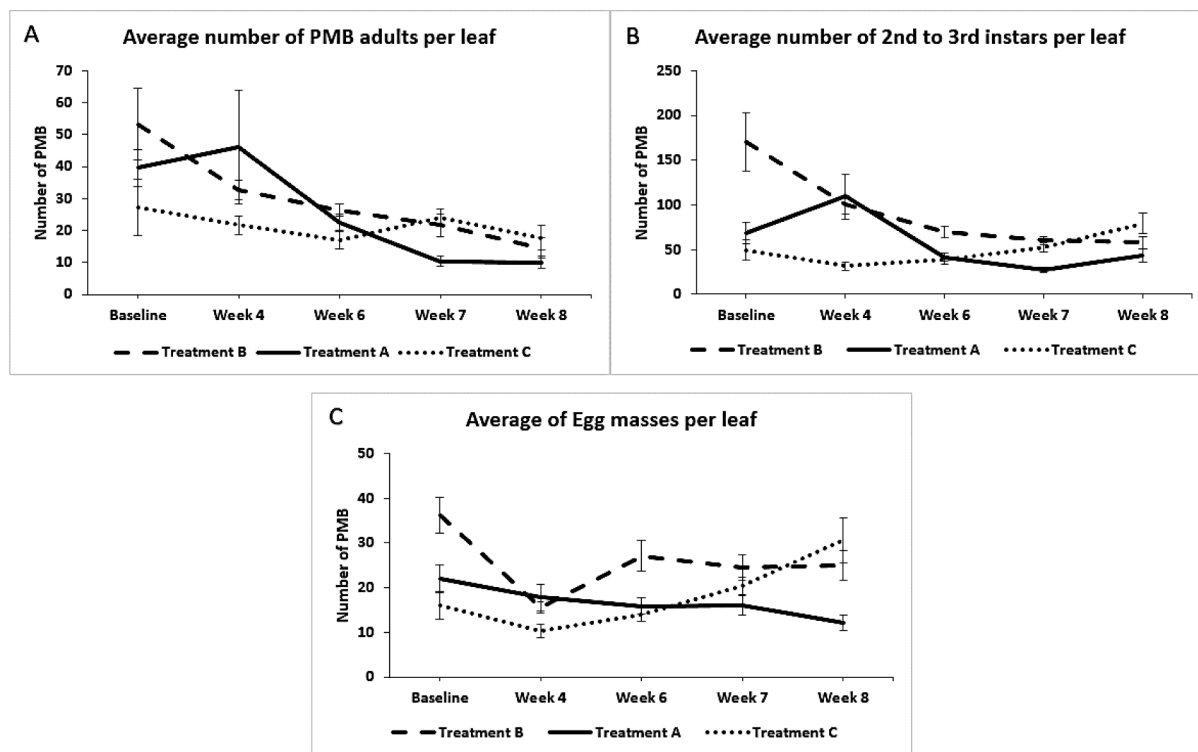 A
Average number of PMB adults per leaf
Number of PMB
70
60
50
40
30
20
10
0
Baseline Week 4 Week 6 Week 7 Week 8
Treatment B Treatment A Treatment C
B
Average number of 2nd to 3rd instars per leaf
Number of PMB
250
200
150
100
50
0
Baseline Week 4 Week 6 Week 7 Week 8
Treatment B Treatment A Treatment C
C
Average of Egg masses per leaf
Number of PMB
50
40
30
20
10
0
Baseline Week 4 Week 6 Week 7 Week 8
Treatment B Treatment A Treatment C